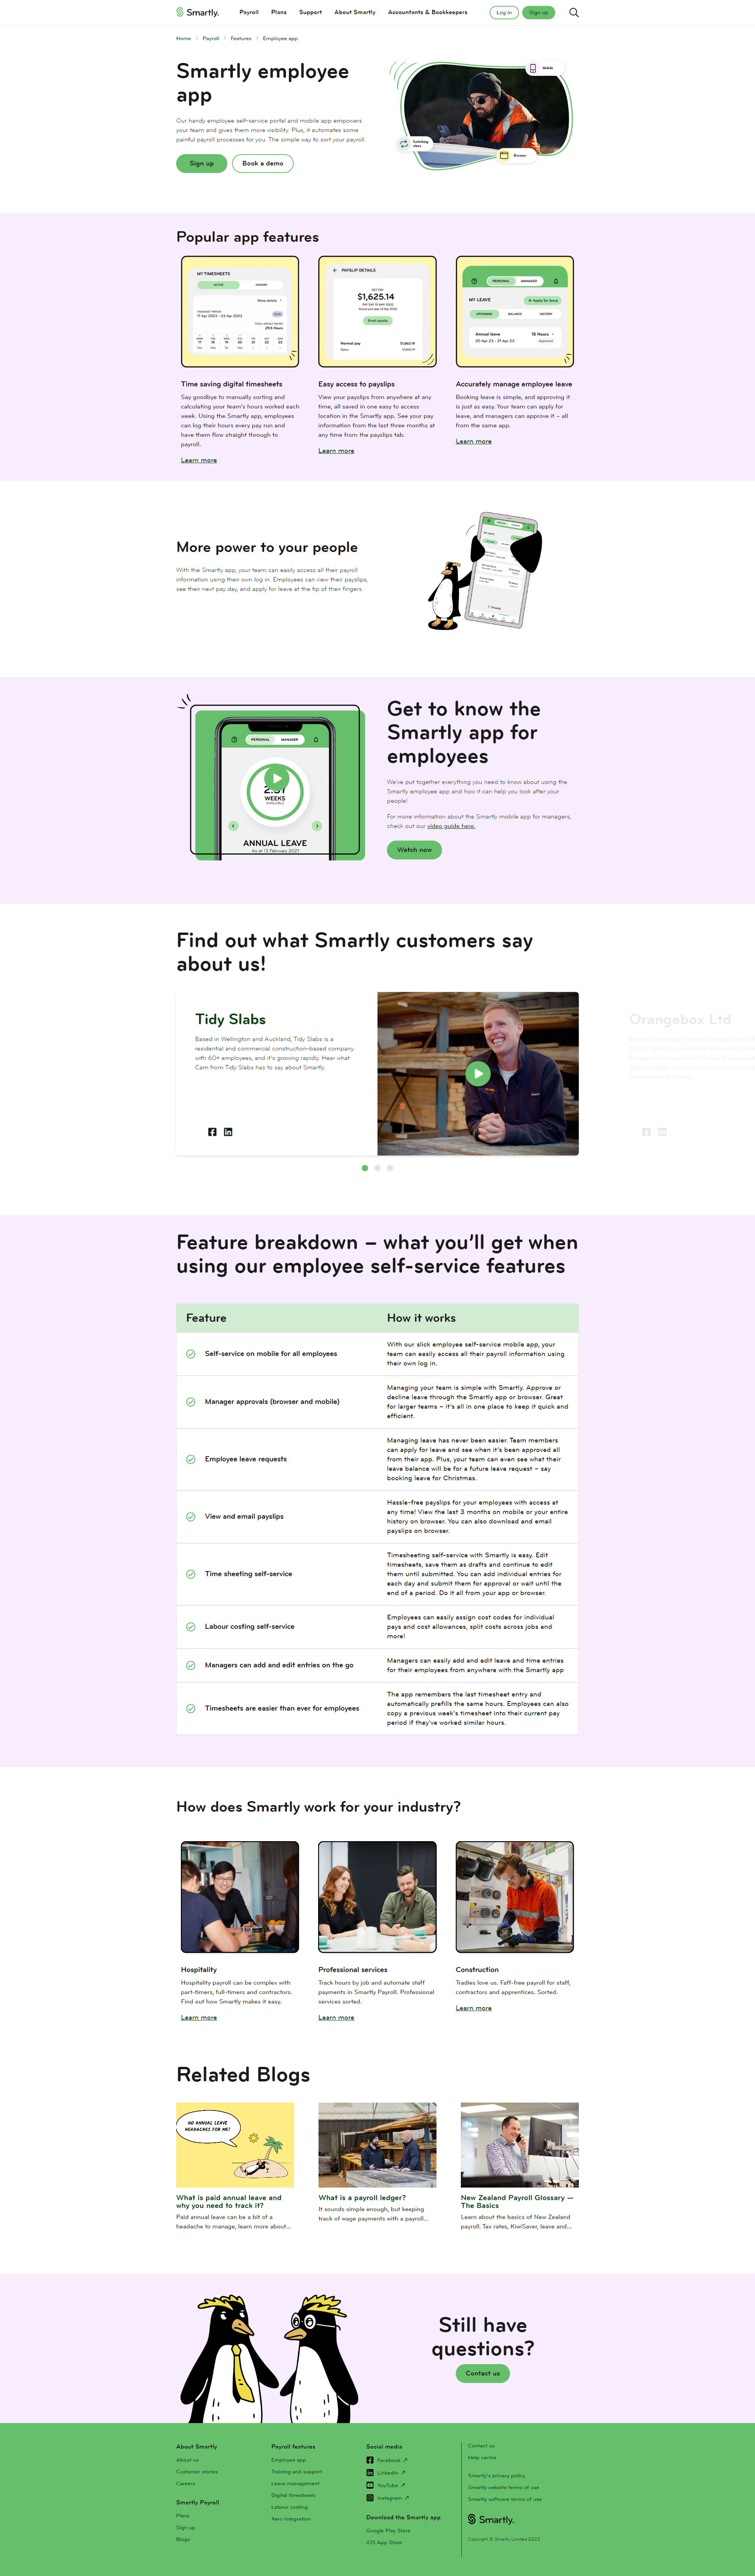 Smartly.
Payroll
Plans
Support
About Smartly
Accountants & Bookkeepers
Log in
Sign up
Home
Payroll
Features
Employee app
Smartly employee
app
Our handy employee self-service portal and mobile app empowers
your team and gives them more visibility. Plus, it automates some
painful payroll processes for you. The simple way to sort your payroll.
Sign up
Book a demo
Mobile
Switching
Browser
Popular app features
MY TIMESHEETS
ACTIVE
HISTORY
More details
TIMESHEET PERIOD
17 Apr 2023 - 23 Apr 2023
TOTAL WEEKLY HOURS
29.5 Hours
MON TUE WED THU FRI SAT SUN
17 18 19 20 21 22 23
PAYSLIP DETAILS
NET PAY
$1,625.14
Email payslip
Normal pay
Salary
PERSONAL
MANAGER
MY LEAVE
Apply for leave
UPCOMING
BALANCE
HISTORY
Annual leave
15 Hours
20 Apr 23 - 21 Apr 23
Approved
Time saving digital timesheets
Say goodbye to manually sorting and
calculating your team's hours worked each
week. Using the Smartly app, employees
can log their hours every pay run and
have them flow straight through to
payroll.
Learn more
Easy access to payslips
View your payslips from anywhere at any
time, all saved in one easy to access
location in the Smartly app. See your pay
information from the last three months at
any time from the payslips tab.
Learn more
Accurately manage employee leave
Booking leave is simple, and approving it
is just as easy. Your team can apply for
leave, and managers can approve it – all
from the same app.
Learn more
More power to your people
With the Smartly app, your team can easily access all their payroll
information using their own log in. Employees can view their payslips,
see their next pay day, and apply for leave at the tip of their fingers.
Smartly
PERSONAL
MANAGER
WEEKS
AVAILABLE
ANNUAL LEAVE
As at 13 February 2021
Get to know the
Smartly app for
employees
We've put together everything you need to know about using the
Smartly employee app and how it can help you look after your
people!
For more information about the Smartly mobile app for managers,
check out our video guide here.
Watch now
Find out what Smartly customers say
about us!
Tidy Slabs
Based in Wellington and Auckland, Tidy Slabs is a
residential and commercial construction-based company
with 60+ employees, and it's growing rapidly. Hear what
Cam from Tidy Slabs has to say about Smartly.
Orangebox Ltd
Feature breakdown – what you'll get when
using our employee self-service features
Feature
How it works
Self-service on mobile for all employees
With our slick employee self-service mobile app, your
team can easily access all their payroll information using
their own log in.
Manager approvals (browser and mobile)
Managing your team is simple with Smartly. Approve or
decline leave through the Smartly app or browser. Great
for larger teams – it's all in one place to keep it quick and
efficient.
Employee leave requests
Managing leave has never been easier. Team members
can apply for leave and see when it's been approved all
from their app. Plus, your team can even see what their
leave balance will be for a future leave request – say
booking leave for Christmas.
View and email payslips
Hassle-free payslips for your employees with access at
any time! View the last 3 months on mobile or your entire
history on browser. You can also download and email
payslips on browser.
Time sheeting self-service
Timesheeting self-service with Smartly is easy. Edit
timesheets, save them as drafts and continue to edit
them until submitted. You can add individual entries for
each day and submit them for approval or wait until the
end of a period. Do it all from your app or browser.
Labour costing self-service
Employees can easily assign cost codes for individual
pays and cost allowances, split costs across jobs and
more!
Managers can add and edit entries on the go
Managers can easily add and edit leave and time entries
for their employees from anywhere with the Smartly app
Timesheets are easier than ever for employees
The app remembers the last timesheet entry and
automatically prefills the same hours. Employees can also
copy a previous week's timesheet into their current pay
period if they've worked similar hours.
How does Smartly work for your industry?
Hospitality
Hospitality payroll can be complex with
part-timers, full-timers and contractors.
Find out how Smartly makes it easy.
Learn more
Professional services
Track hours by job and automate staff
payments in Smartly Payroll. Professional
services sorted.
Learn more
Construction
Tradies love us. Faff-free payroll for staff,
contractors and apprentices. Sorted.
Learn more
Related Blogs
NO ANNUAL LEAVE
HEADACHES FOR ME!
What is paid annual leave and
why you need to track it?
Paid annual leave can be a bit of a
headache to manage, learn more about...
What is a payroll ledger?
It sounds simple enough, but keeping
track of wage payments with a payroll...
New Zealand Payroll Glossary —
The Basics
Learn about the basics of New Zealand
payroll. Tax rates, KiwiSaver, leave and...
Still have
questions?
Contact us
About Smartly
About us
Customer stories
Careers
Smartly Payroll
Plans
Sign up
Blogs
Payroll features
Employee app
Training and support
Leave management
Digital timesheets
Labour costing
Xero integration
Social media
Facebook
LinkedIn
YouTube
Instagram
Download the Smartly app
Google Play Store
iOS App Store
Contact us
Help centre
Smartly's privacy policy
Smartly website terms of use
Smartly software terms of use
Smartly.
Copyright © Smartly Limited 2023